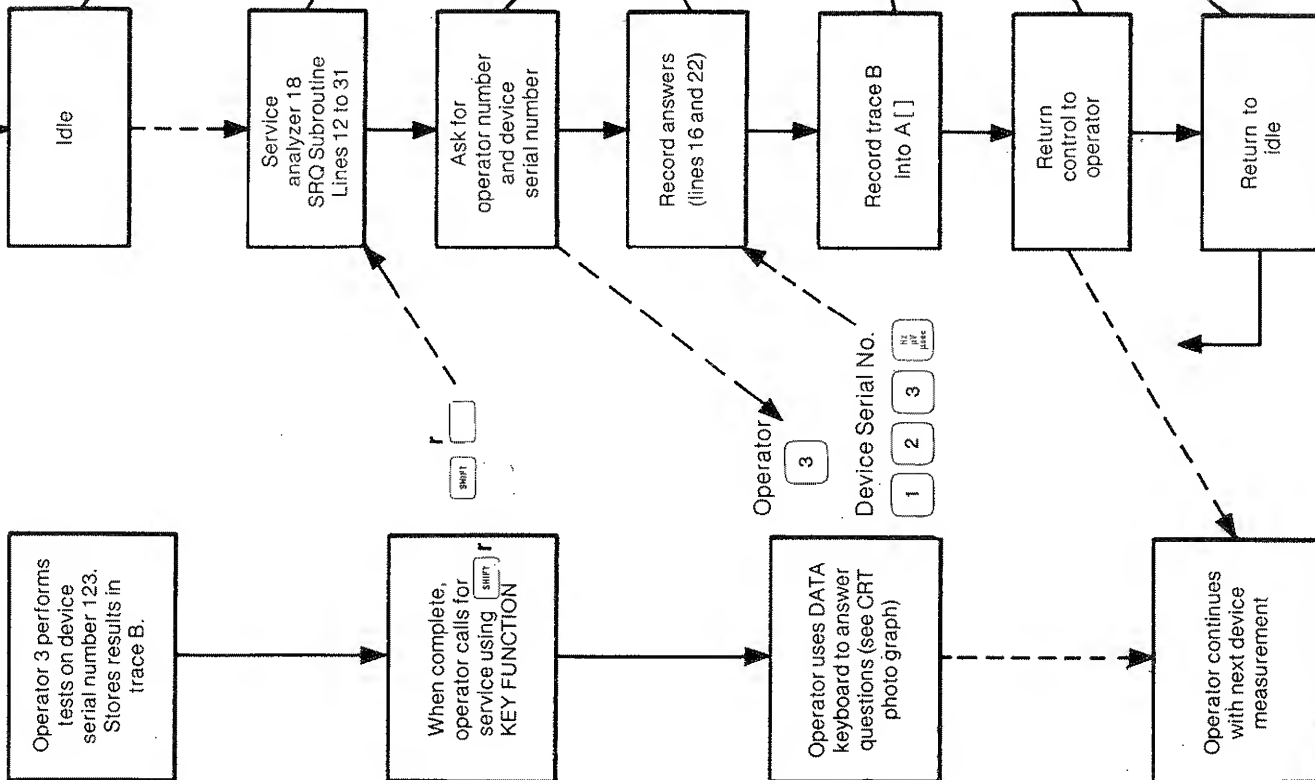 Idle
Service
analyzer 18
SRQ Subroutine
Lines 12 to 31
Ask for
operator number
and device
serial number
Record answers
(lines 16 and 22)
Record trace B
into A [ ]
Return
control to
operator
Return to
idle
r
SHIFT
Operator
3
Device Serial No.
1 2 3 Hz
µV
µsec
Operator 3 performs
tests on device
serial number 123.
Stores results in
trace B.
When complete,
operator calls for
service using SHIFT r
KEY FUNCTION
Operator uses DATA
keyboard to answer
questions (see CRT
photo graph)
Operator continues
with next device
measurement